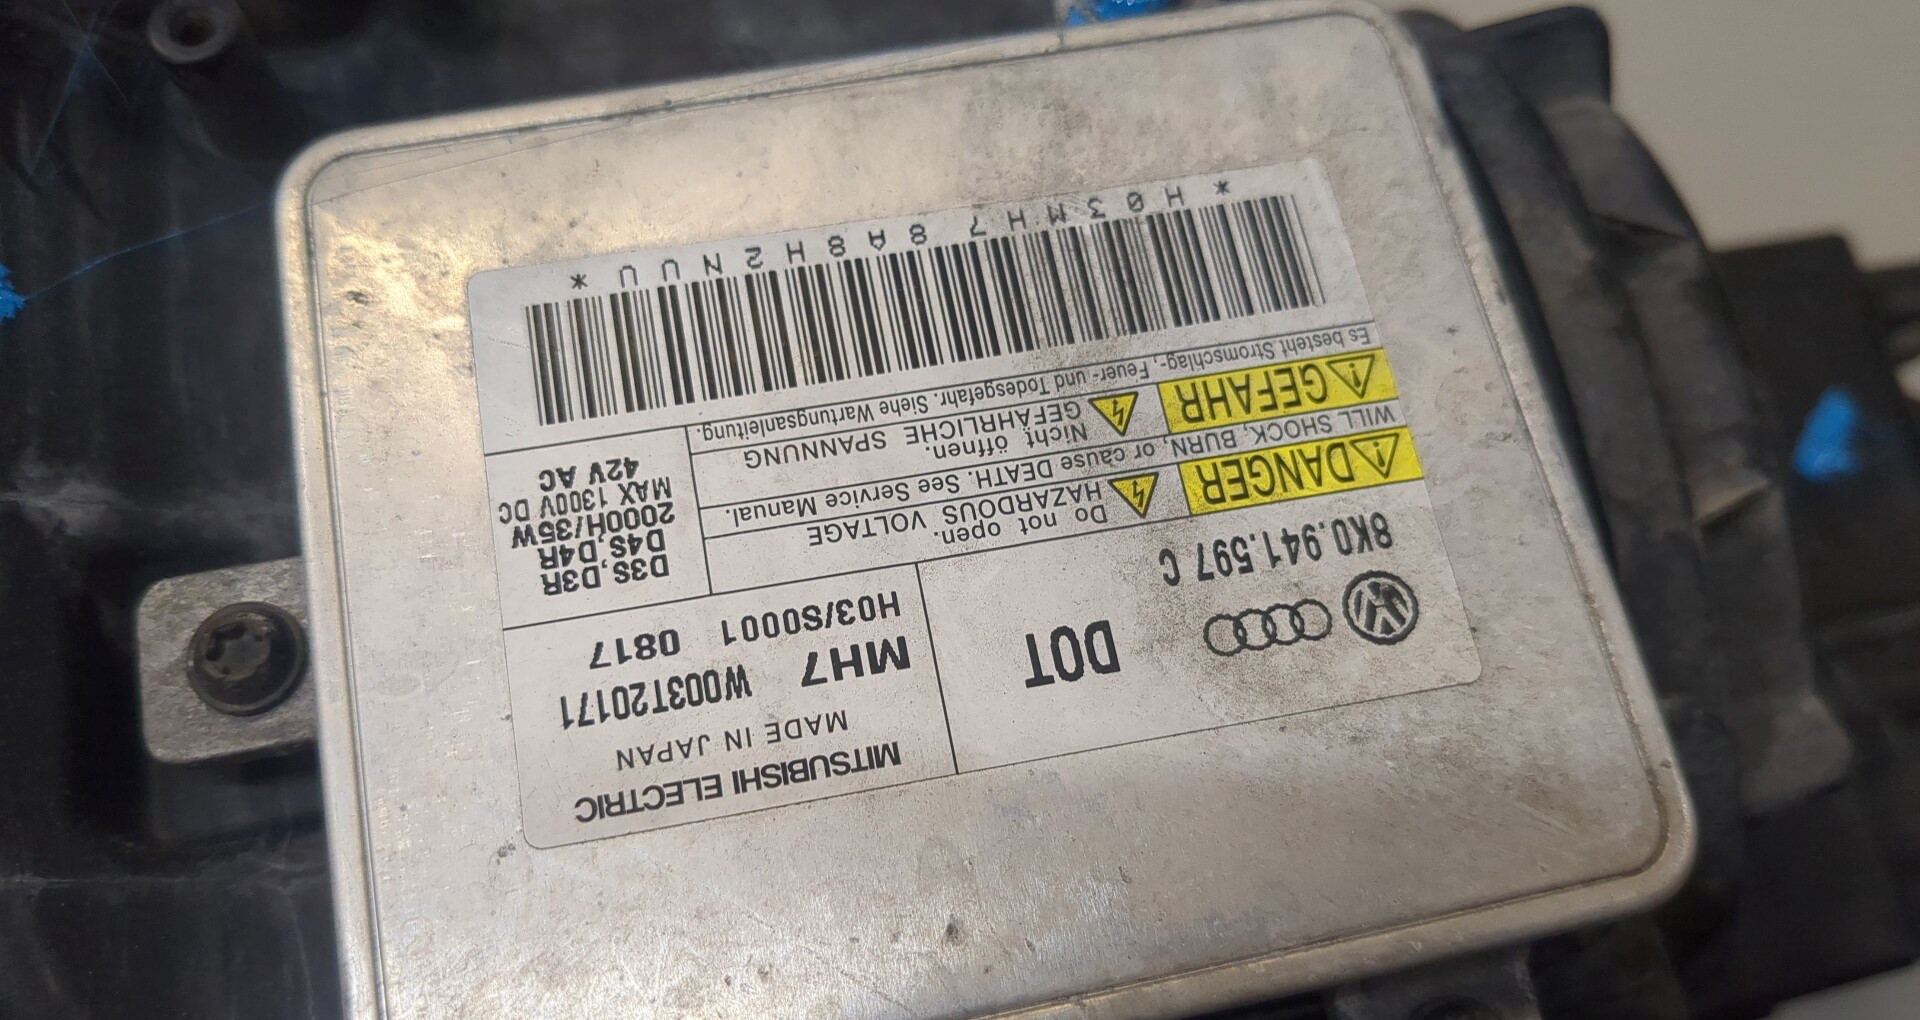 MITSUBISHI ELECTRIC
MADE IN JAPAN
MH7 W003T20171
H03/S0001 0817
DOT
8K0.941.597 C
D3S,D3R
D4S,D4R
2000H/35W
MAX 1300V DC
42V AC
DANGER
Do not open.
HAZARDOUS VOLTAGE
WILL SHOCK, BURN, or cause DEATH. See Service Manual.
GEFAHR
Nicht öffnen.
GEFÄHRLICHE SPANNUNG
Es besteht Stromschlag-, Feuer- und Todesgefahr. Siehe Wartungsanleitung.
*H03MH7 8A8H2NUU*